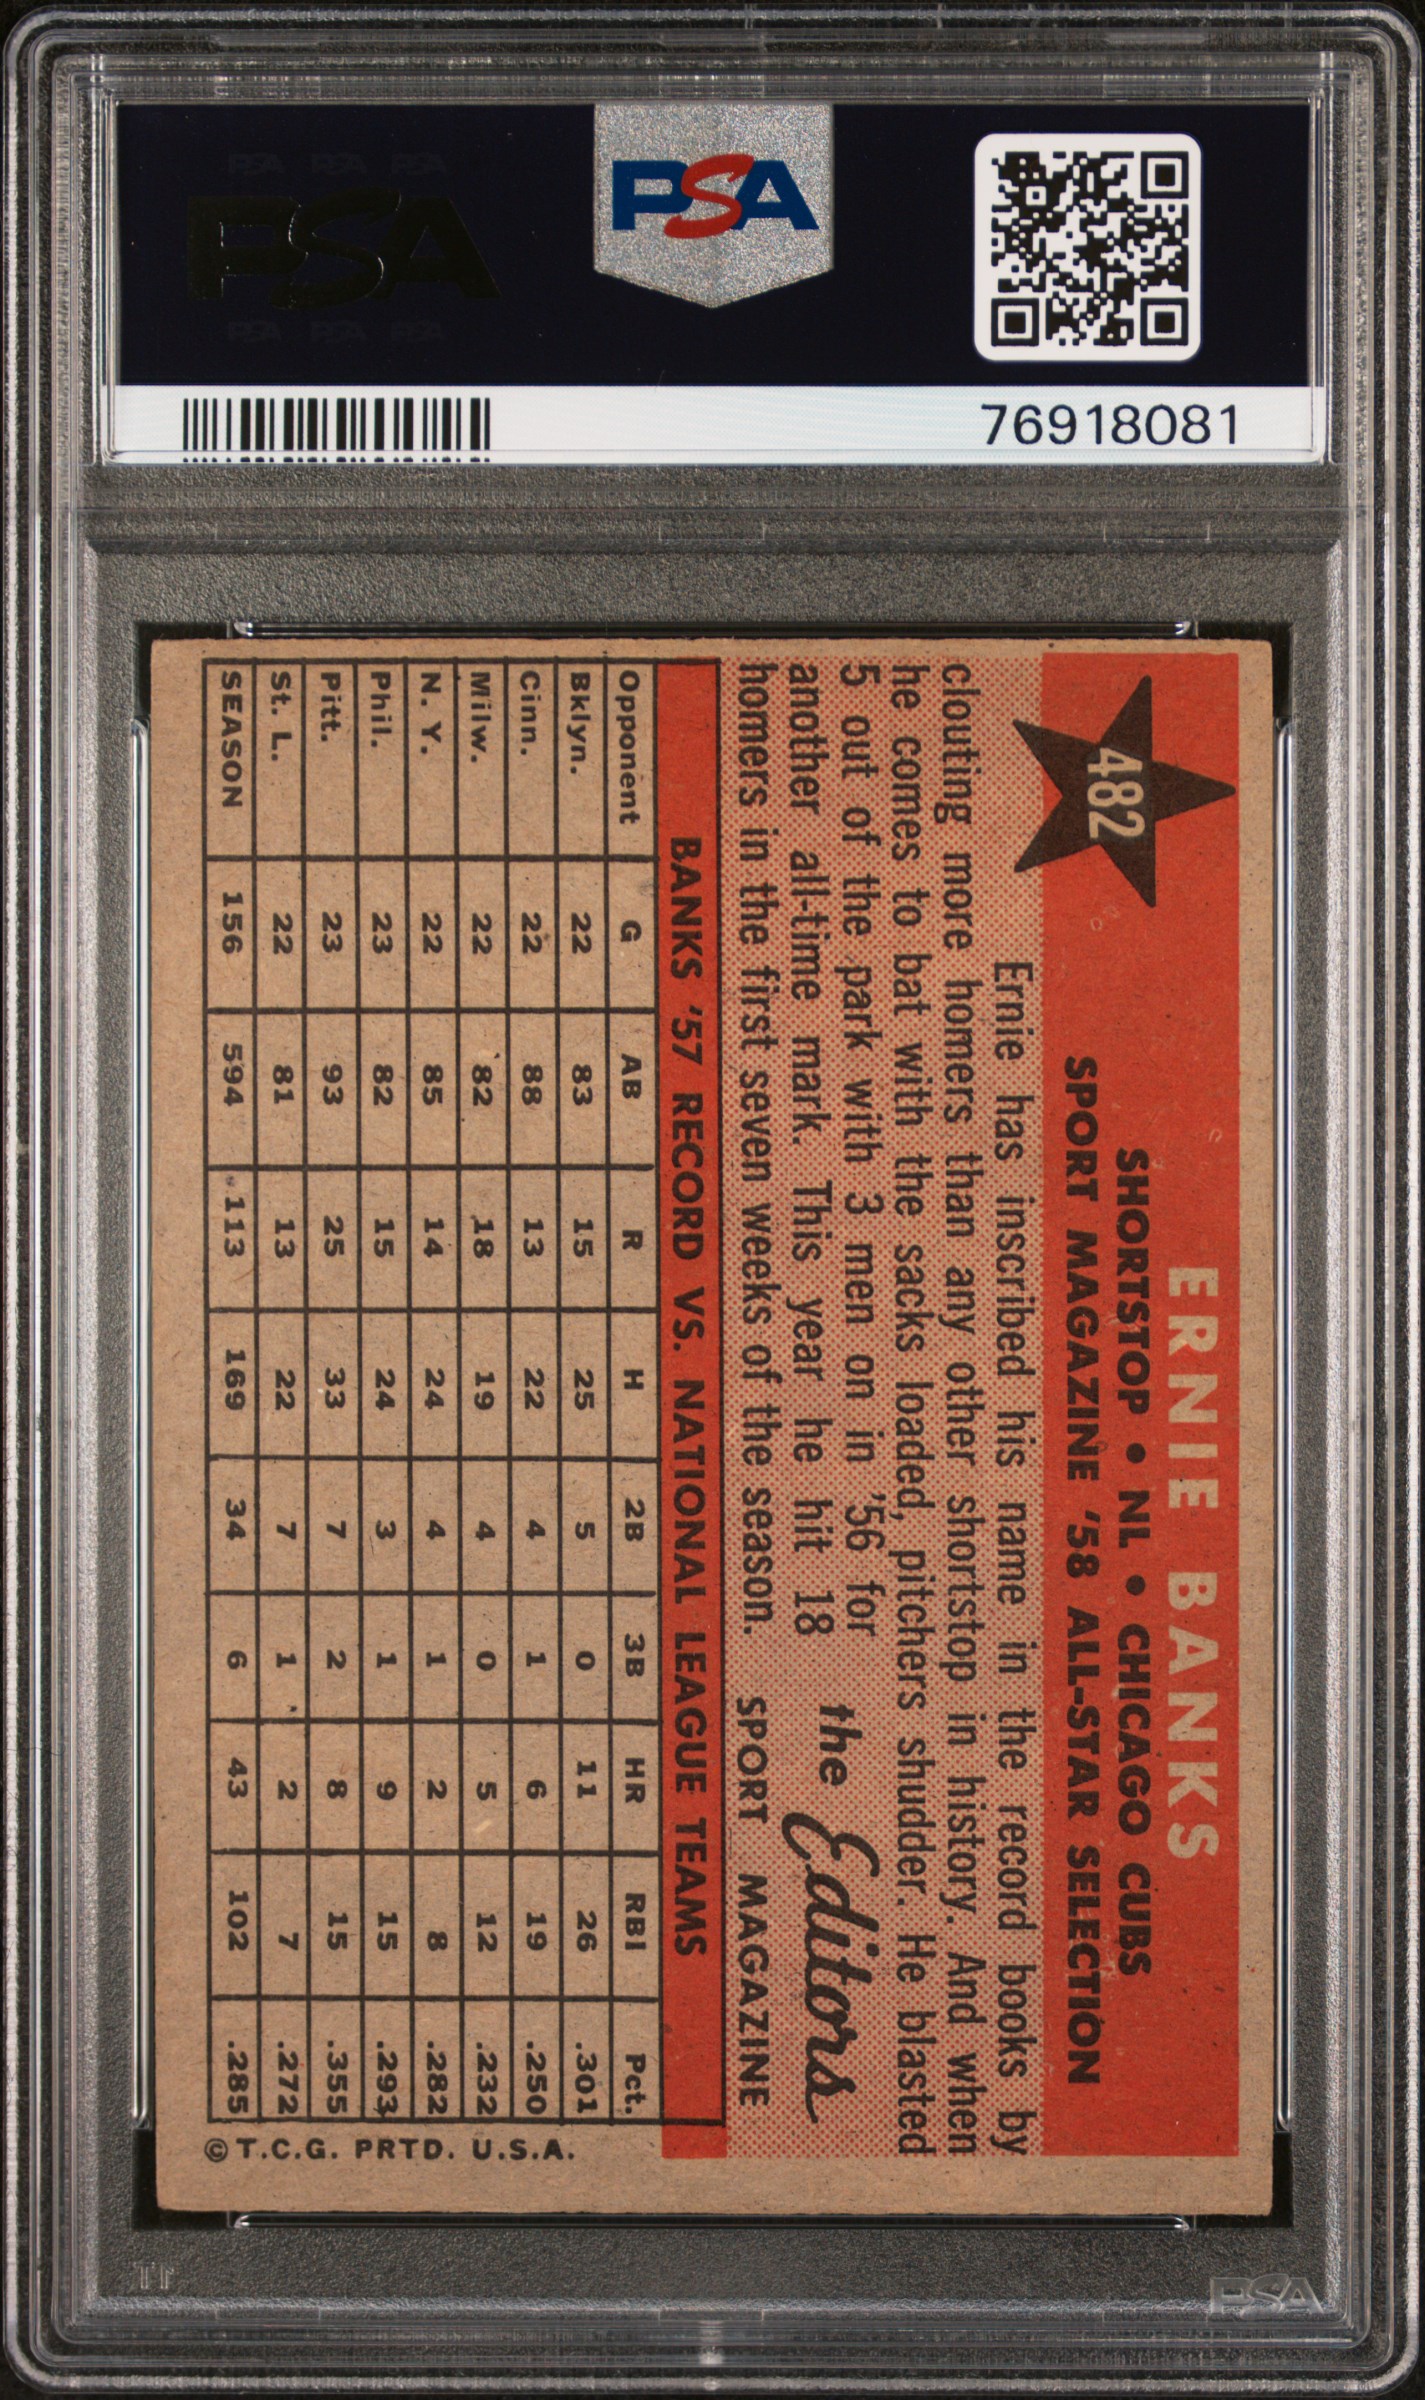 PSA PSA PSA
PSA
PSA PSA PSA
PSA
76918081
482
ERNIE BANKS
SHORTSTOP • NL • CHICAGO CUBS
SPORT MAGAZINE '58 ALL-STAR SELECTION
Ernie has inscribed his name in the record books by
clouting more homers than any other shortstop in history. And when
he comes to bat with the sacks loaded, pitchers shudder. He blasted
5 out of the park with 3 men on in '56 for
another all-time mark. This year he hit 18
homers in the first seven weeks of the season.
the Editors
SPORT MAGAZINE
BANKS '57 RECORD VS. NATIONAL LEAGUE TEAMS
Opponent G AB R H 2B 3B HR RBI Pct.
Bklyn. 22 83 15 25 5 0 11 26 .301
Cinn. 22 88 13 22 4 1 6 19 .250
Milw. 22 82 18 19 4 0 5 12 .232
N. Y. 22 85 14 24 4 1 2 8 .282
Phil. 23 82 15 24 3 1 9 15 .293
Pitt. 23 93 25 33 7 2 8 15 .355
St. L. 22 81 13 22 7 1 2 7 .272
SEASON 156 594 113 169 34 6 43 102 .285
© T.C.G. PRTD. U.S.A.
PSA